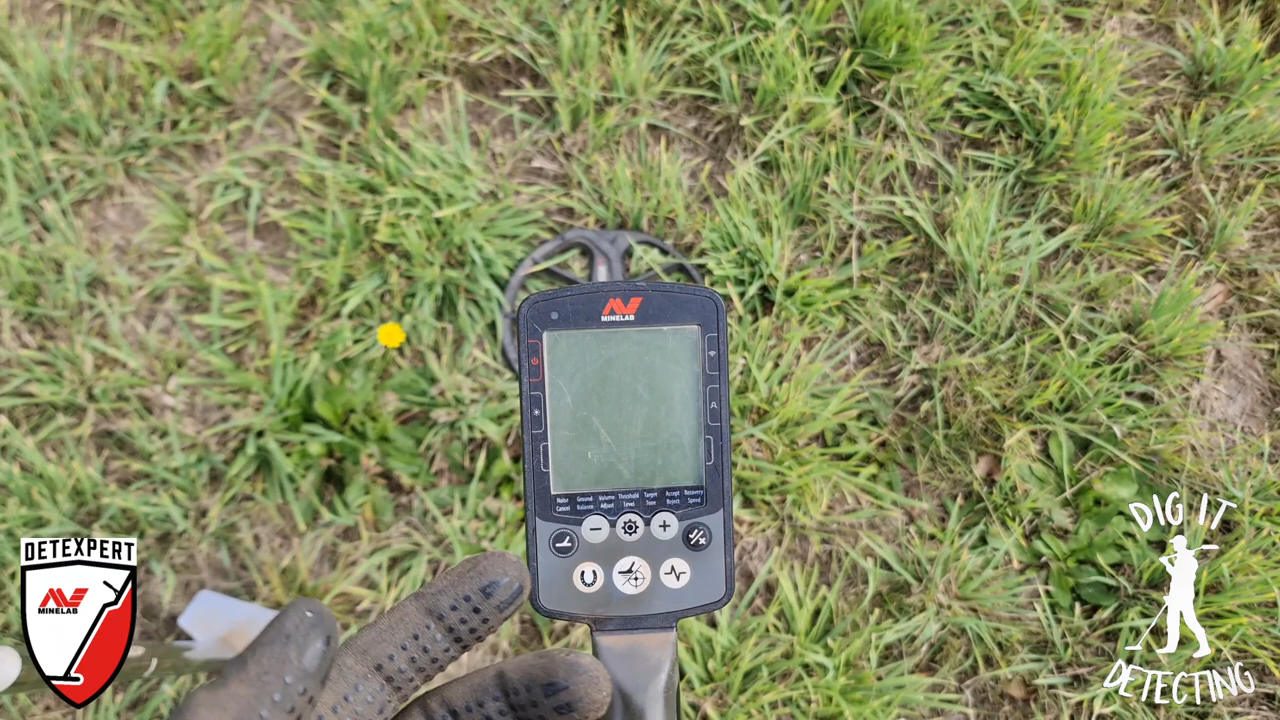 MINELAB
Noise Cancel
Ground Balance
Volume Adjust
Threshold Level
Target Tone
Accept Reject
Recovery Speed
DETEXPERT
MINELAB
DIG IT
DETECTING